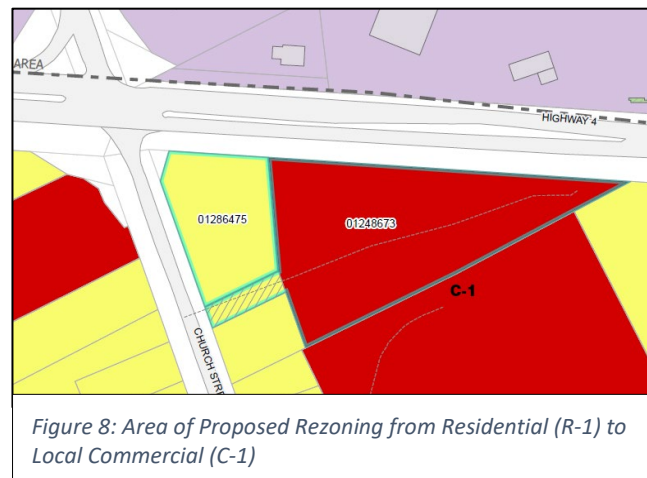 AREA
HIGHWAY 4
01286475
01248673
C-1
CHURCH STRE
Figure 8: Area of Proposed Rezoning from Residential (R-1) to
Local Commercial (C-1)